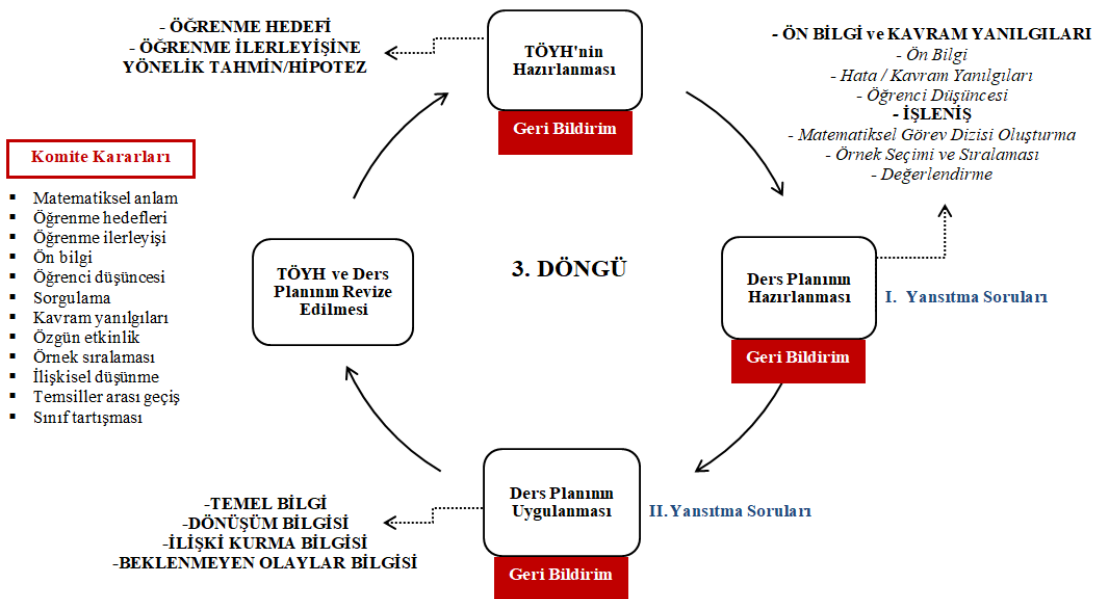 - ÖĞRENME HEDEFİ
- ÖĞRENME İLERLEYİŞİNE
YÖNELİK TAHMİN/HİPOTEZ
TÖYH'nin
Hazırlanması
Geri Bildirim
- ÖN BİLGİ ve KAVRAM YANILGILARI
- Ön Bilgi
- Hata / Kavram Yanılgıları
- Öğrenci Düşüncesi
- İŞLENİŞ
- Matematiksel Görev Dizisi Oluşturma
- Örnek Seçimi ve Sıralaması
- Değerlendirme
Komite Kararları
▪ Matematiksel anlam
▪ Öğrenme hedefleri
▪ Öğrenme ilerleyişi
▪ Ön bilgi
▪ Öğrenci düşüncesi
▪ Sorgulama
▪ Kavram yanılgıları
▪ Özgün etkinlik
▪ Örnek sıralaması
▪ İlişkisel düşünme
▪ Temsiller arası geçiş
▪ Sınıf tartışması
TÖYH ve Ders
Planının Revize
Edilmesi
3. DÖNGÜ
Ders Planının
Hazırlanması
Geri Bildirim
I. Yansıtma Soruları
Ders Planının
Uygulanması
Geri Bildirim
II. Yansıtma Soruları
-TEMEL BİLGİ
-DÖNÜŞÜM BİLGİSİ
-İLİŞKİ KURMA BİLGİSİ
-BEKLENMEYEN OLAYLAR BİLGİSİ